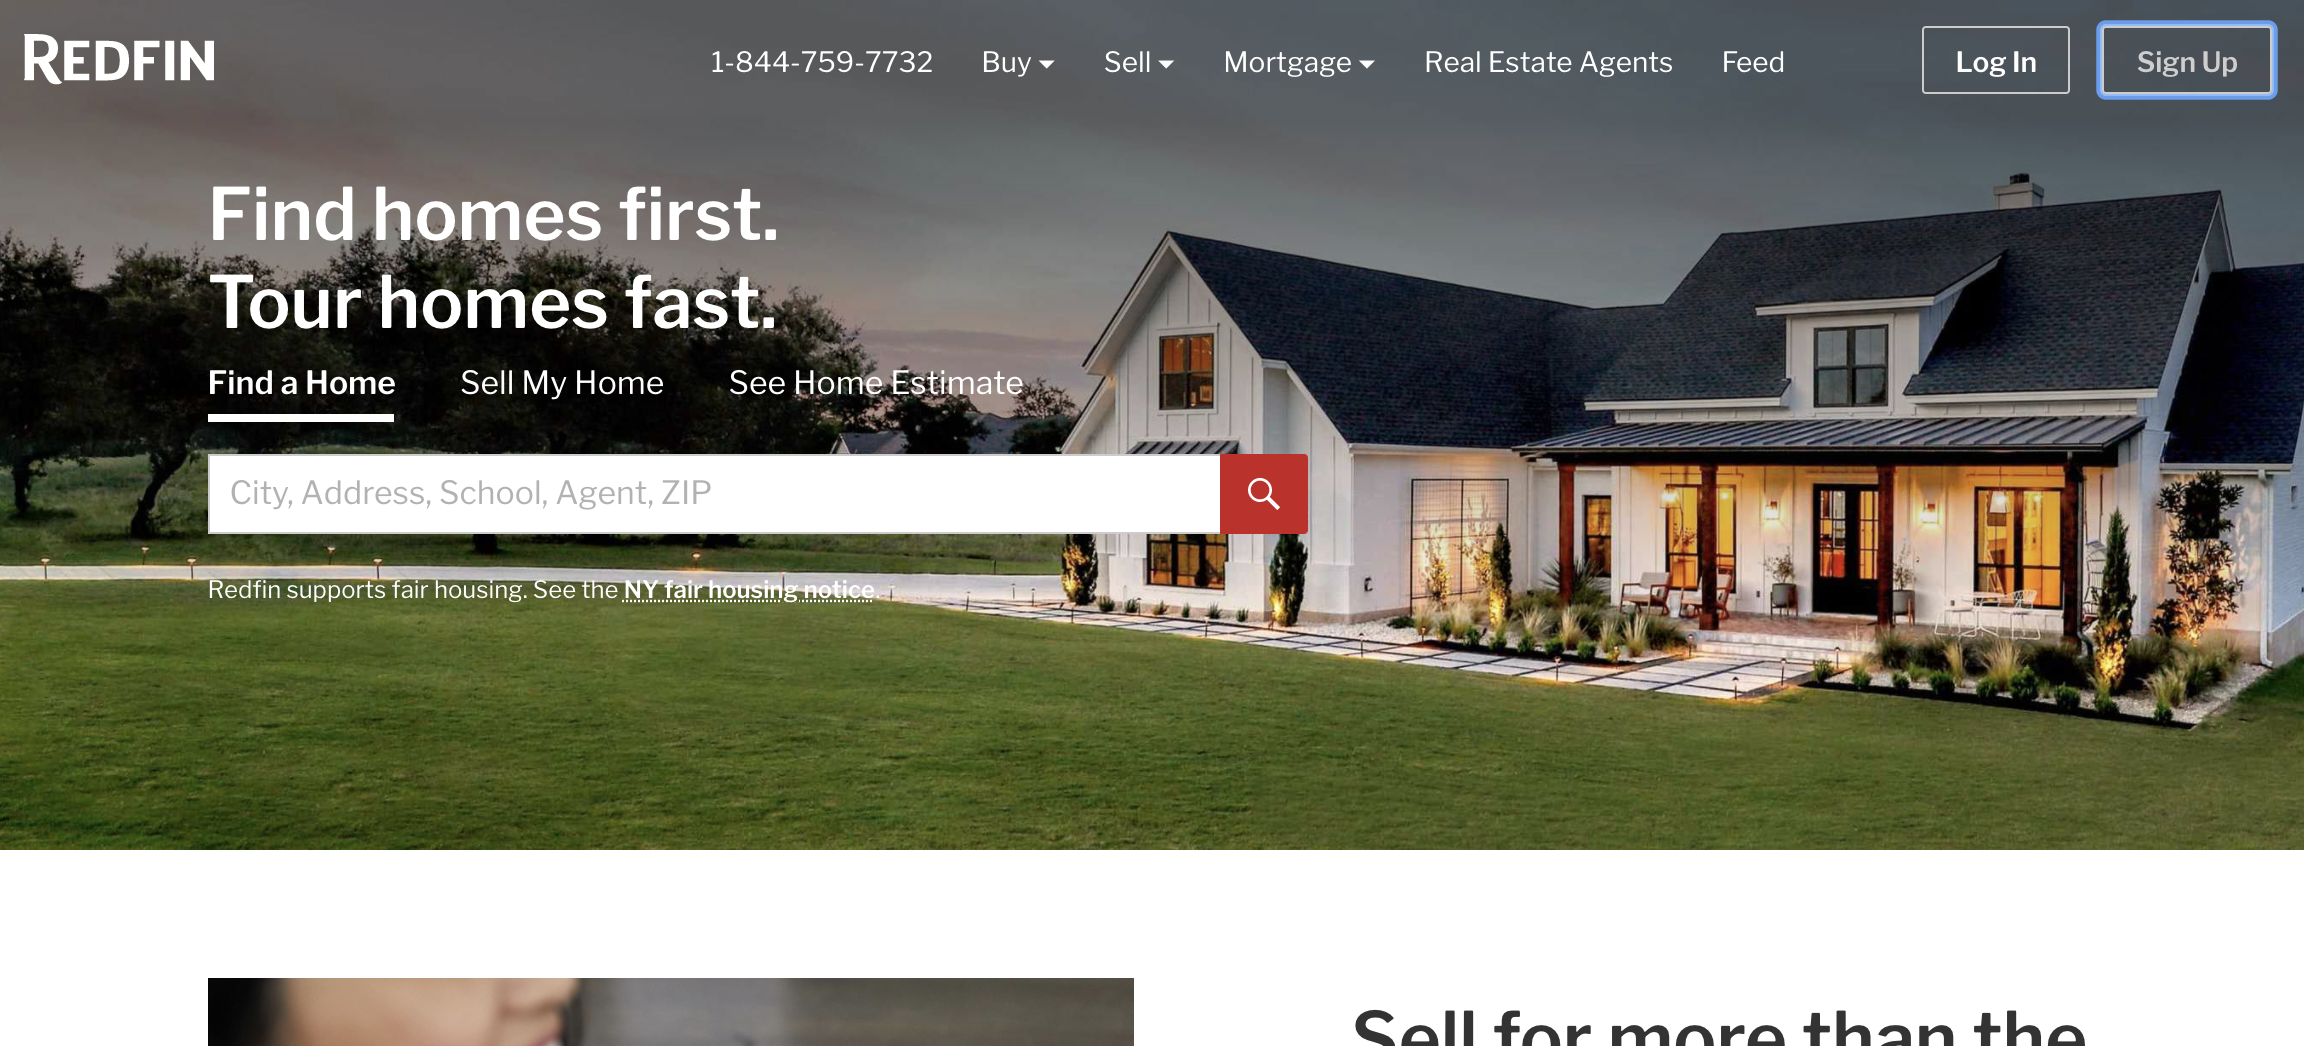 REDFIN
1-844-759-7732 Buy Sell Mortgage Real Estate Agents Feed Log In Sign Up
Find homes first.
Tour homes fast.
Find a Home Sell My Home See Home Estimate
City, Address, School, Agent, ZIP
Redfin supports fair housing. See the NY fair housing notice.
Sell for more than the